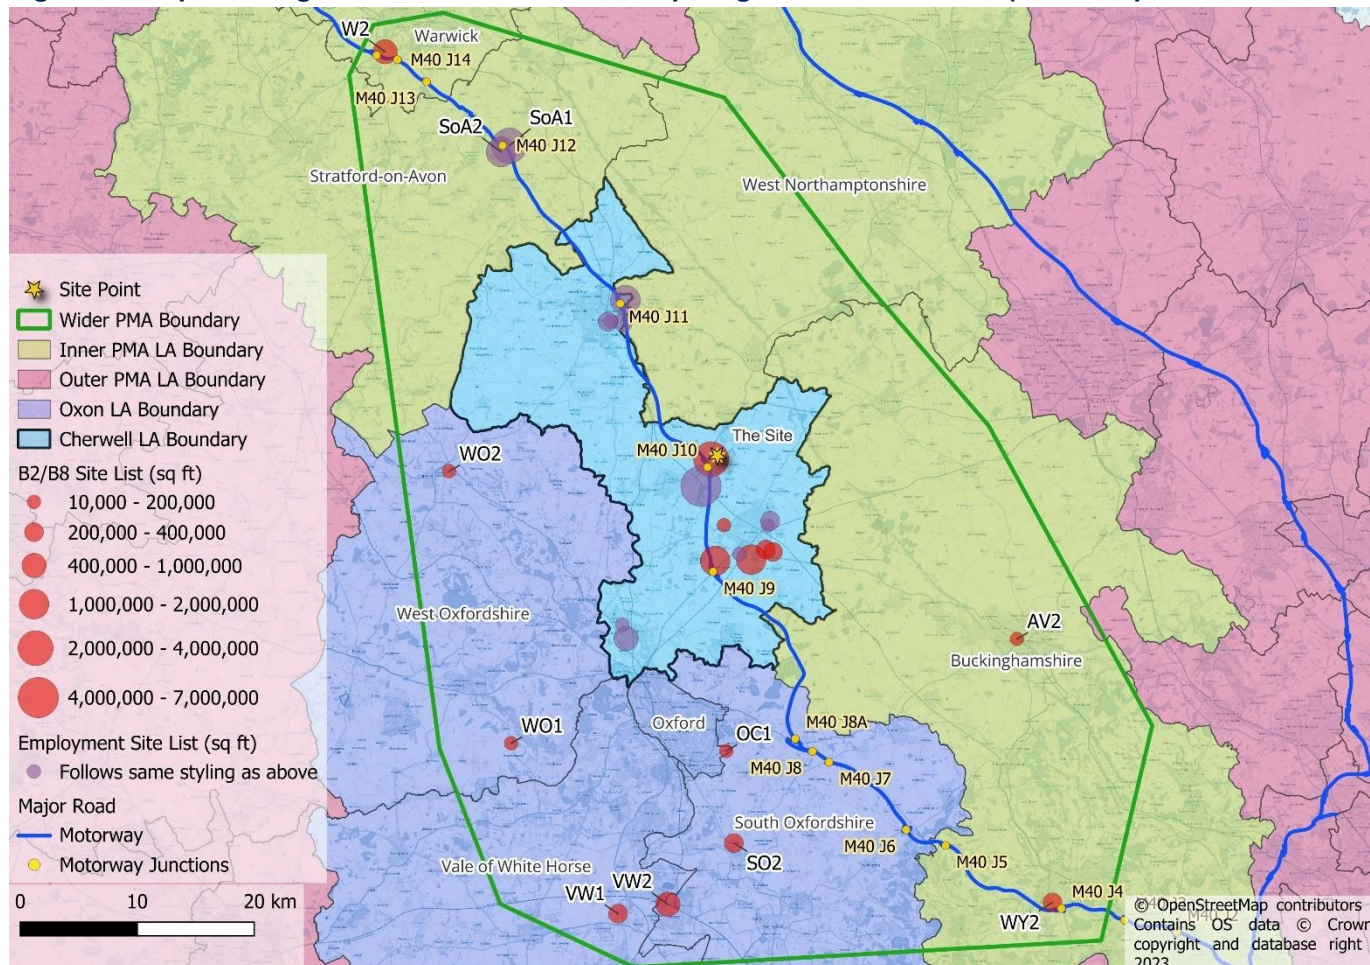 W2
Warwick
M40 J14
M40 J13
SoA2
SoA1
M40 J12
Stratford-on-Avon
West Northamptonshire
M40 J11
The Site
M40 J10
WO2
M40 J9
West Oxfordshire
AV2
Buckinghamshire
WO1
Oxford
OC1
M40 J8A
M40 J8
M40 J7
South Oxfordshire
M40 J6
SO2
M40 J5
Vale of White Horse
VW1
VW2
M40 J4
WY2
Site Point
Wider PMA Boundary
Inner PMA LA Boundary
Outer PMA LA Boundary
Oxon LA Boundary
Cherwell LA Boundary
B2/B8 Site List (sq ft)
10,000 - 200,000
200,000 - 400,000
400,000 - 1,000,000
1,000,000 - 2,000,000
2,000,000 - 4,000,000
4,000,000 - 7,000,000
Employment Site List (sq ft)
Follows same styling as above
Major Road
Motorway
Motorway Junctions
0 10 20 km
© OpenStreetMap contributors
Contains OS data © Crown
copyright and database right
2023